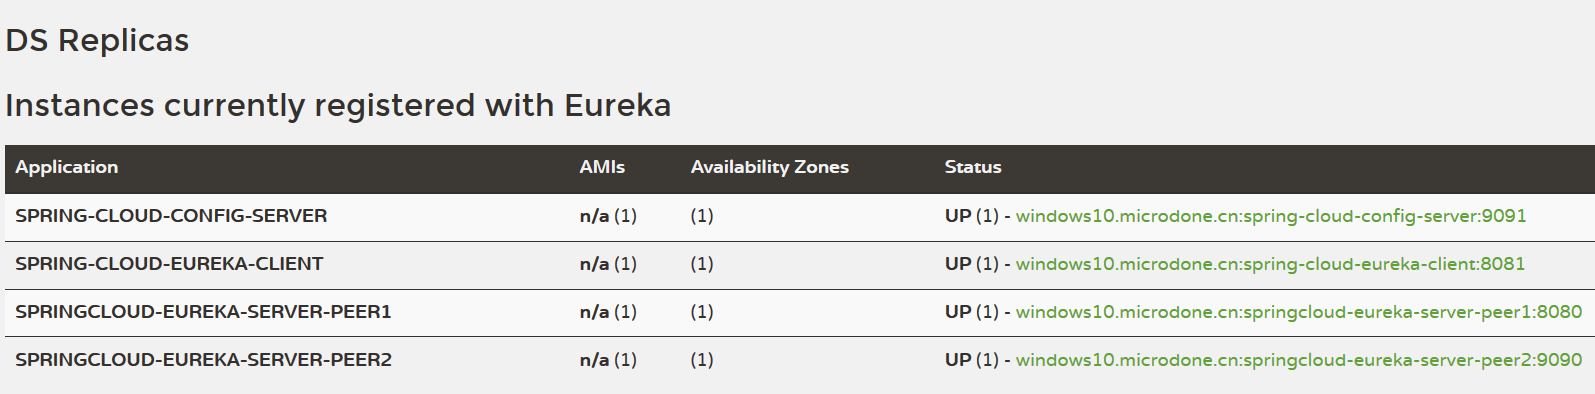 DS Replicas
Instances currently registered with Eureka
Application AMIs Availability Zones Status
SPRING-CLOUD-CONFIG-SERVER n/a (1) (1) UP (1) - windows10.microdone.cn:spring-cloud-config-server:9091
SPRING-CLOUD-EUREKA-CLIENT n/a (1) (1) UP (1) - windows10.microdone.cn:spring-cloud-eureka-client:8081
SPRINGCLOUD-EUREKA-SERVER-PEER1 n/a (1) (1) UP (1) - windows10.microdone.cn:springcloud-eureka-server-peer1:8080
SPRINGCLOUD-EUREKA-SERVER-PEER2 n/a (1) (1) UP (1) - windows10.microdone.cn:springcloud-eureka-server-peer2:9090